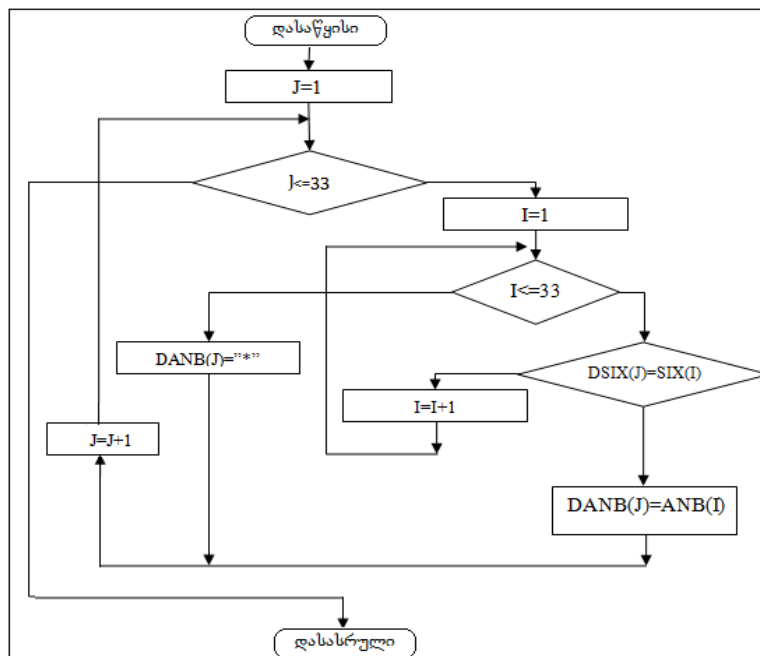 დასაწყისი
J=1
J<=33
I=1
I<=33
DANB(J)="*"
DSIX(J)=SIX(I)
I=I+1
J=J+1
DANB(J)=ANB(I)
დასასრული